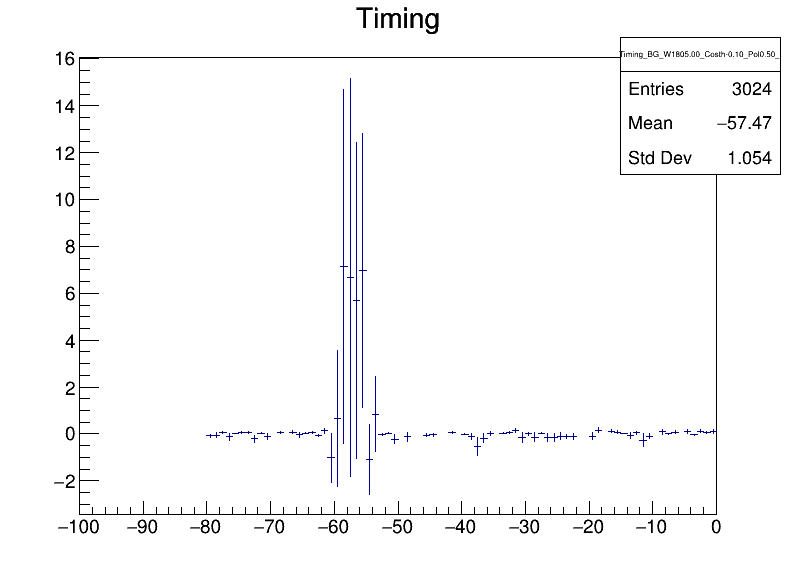 Timing
Timing_BG_W1805.00_Costh-0.10_Pol0.50_
Entries 3024
Mean −57.47
Std Dev 1.054
16
14
12
10
8
6
4
2
0
−2
−100 −90 −80 −70 −60 −50 −40 −30 −20 −10 0